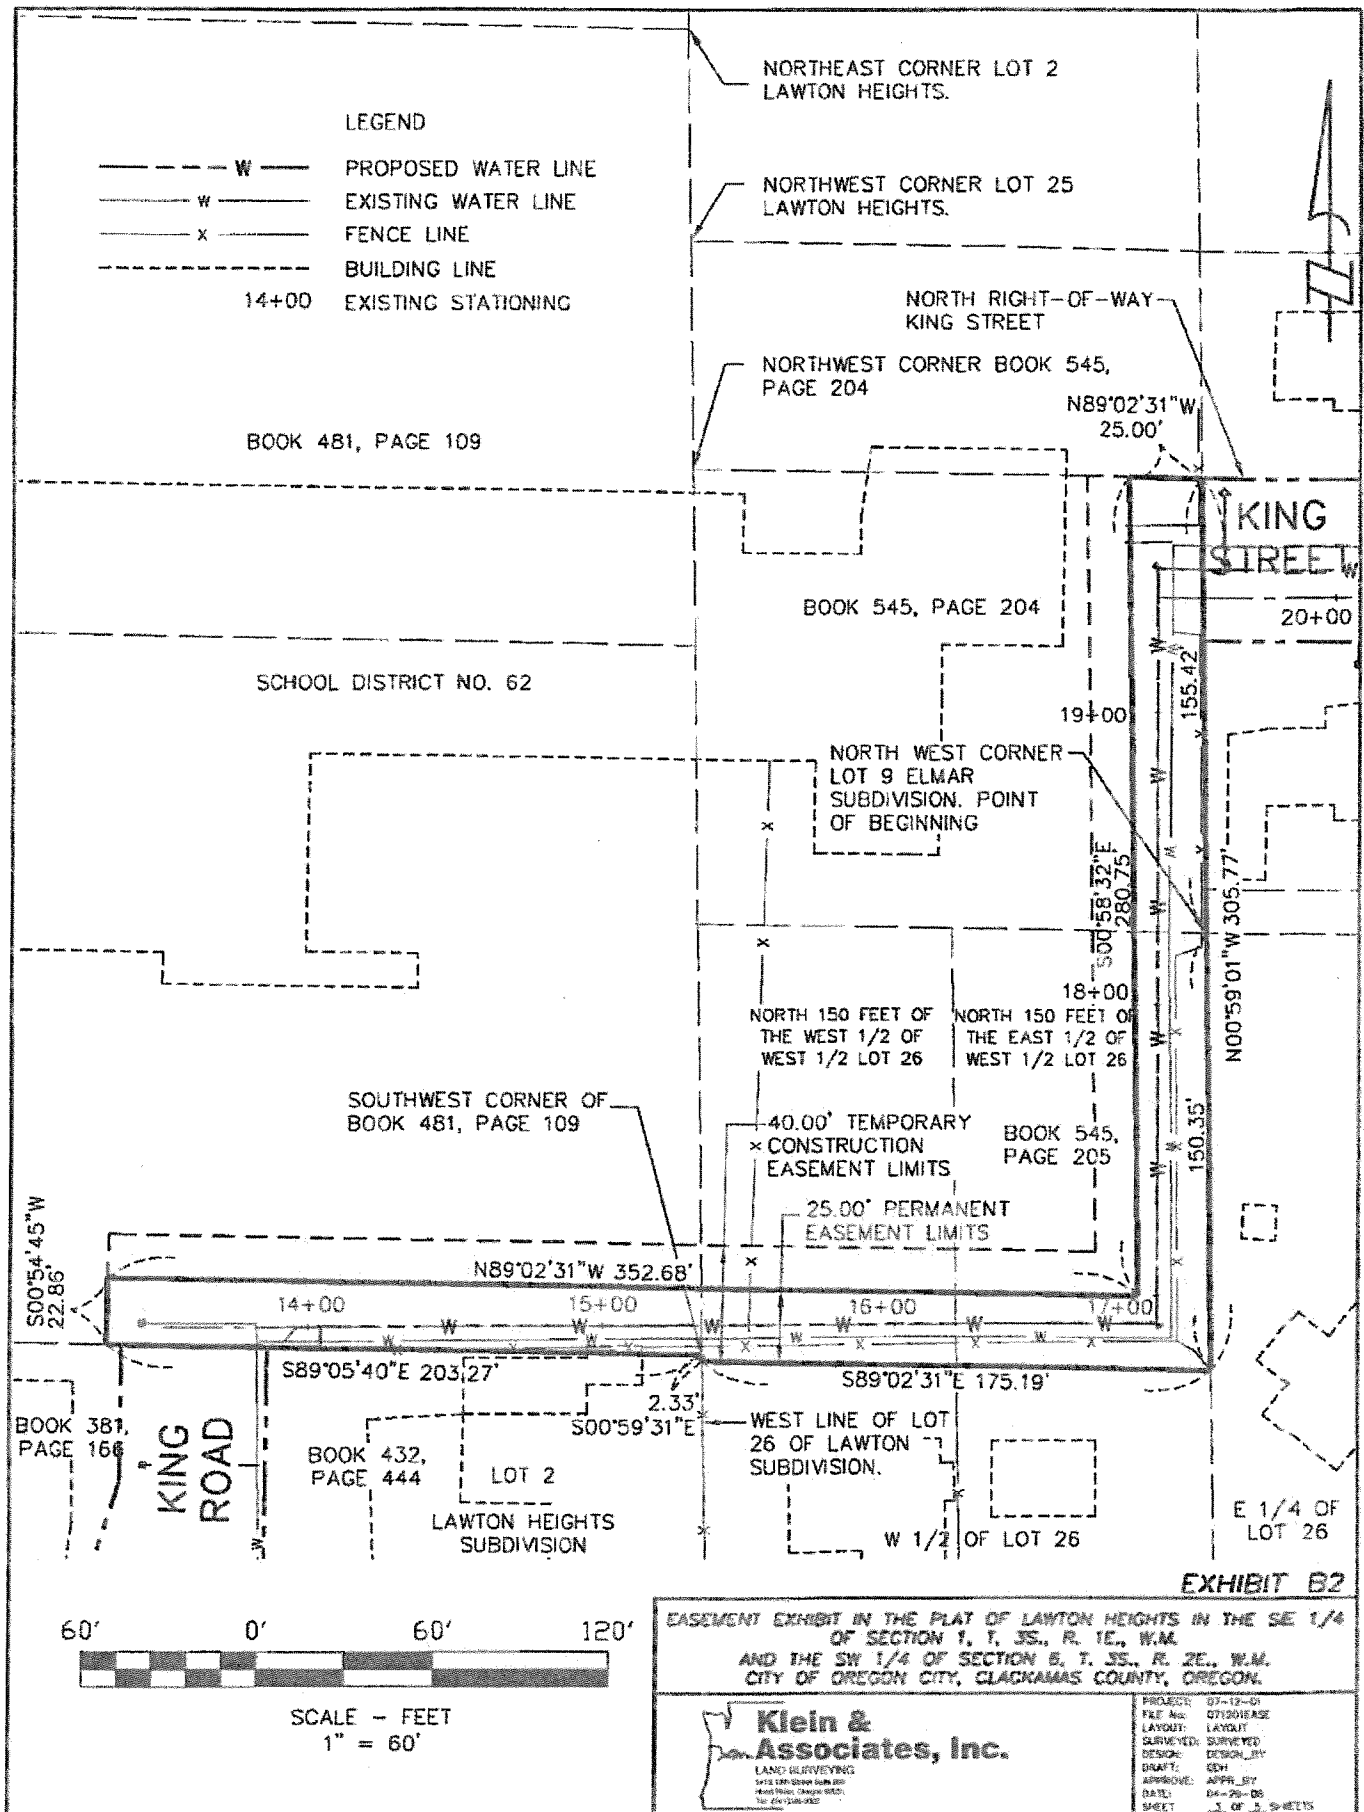 NORTHEAST CORNER LOT 2
LAWTON HEIGHTS.
LEGEND
W PROPOSED WATER LINE
W EXISTING WATER LINE
X FENCE LINE
BUILDING LINE
14+00 EXISTING STATIONING
NORTHWEST CORNER LOT 25
LAWTON HEIGHTS.
NORTH RIGHT-OF-WAY
KING STREET
NORTHWEST CORNER BOOK 545,
PAGE 204
N89°02'31"W
25.00'
BOOK 481, PAGE 109
KING
STREET
W
BOOK 545, PAGE 204
20+00
SCHOOL DISTRICT NO. 62
155.42'
19+00
NORTH WEST CORNER
LOT 9 ELMAR
SUBDIVISION. POINT
OF BEGINNING
S00°58'32"E
280.75'
N00°59'01"W 305.77'
18+00
NORTH 150 FEET OF
THE WEST 1/2 OF
WEST 1/2 LOT 26
NORTH 150 FEET OF
THE EAST 1/2 OF
WEST 1/2 LOT 26
SOUTHWEST CORNER OF
BOOK 481, PAGE 109
40.00' TEMPORARY
CONSTRUCTION
EASEMENT LIMITS
BOOK 545,
PAGE 205
150.35'
25.00' PERMANENT
EASEMENT LIMITS
S00°54'45"W
22.86'
N89°02'31"W 352.68'
14+00
15+00
16+00
17+00
S89°05'40"E 203.27'
S89°02'31"E 175.19'
2.33'
S00°59'31"E
BOOK 381,
PAGE 166
KING
ROAD
BOOK 432,
PAGE 444
LOT 2
LAWTON HEIGHTS
SUBDIVISION
WEST LINE OF LOT
26 OF LAWTON
SUBDIVISION.
W 1/2 OF LOT 26
E 1/4 OF
LOT 26
EXHIBIT B2
60' 0' 60' 120'
SCALE - FEET
1" = 60'
EASEMENT EXHIBIT IN THE PLAT OF LAWTON HEIGHTS IN THE SE 1/4
OF SECTION 1, T. 3S., R. 1E., W.M.
AND THE SW 1/4 OF SECTION 6, T. 3S., R. 2E., W.M.
CITY OF OREGON CITY, CLACKAMAS COUNTY, OREGON.
Klein &
Associates, Inc.
LAND SURVEYING
PROJECT: 07-12-01
FILE No: 071201EASE
LAYOUT: LAYOUT
SURVEYED: SURVEYED
DESIGN: DESIGN_BY
DRAFT: GDH
APPROVE: APPR_BY
DATE:
SHEET OF SHEETS